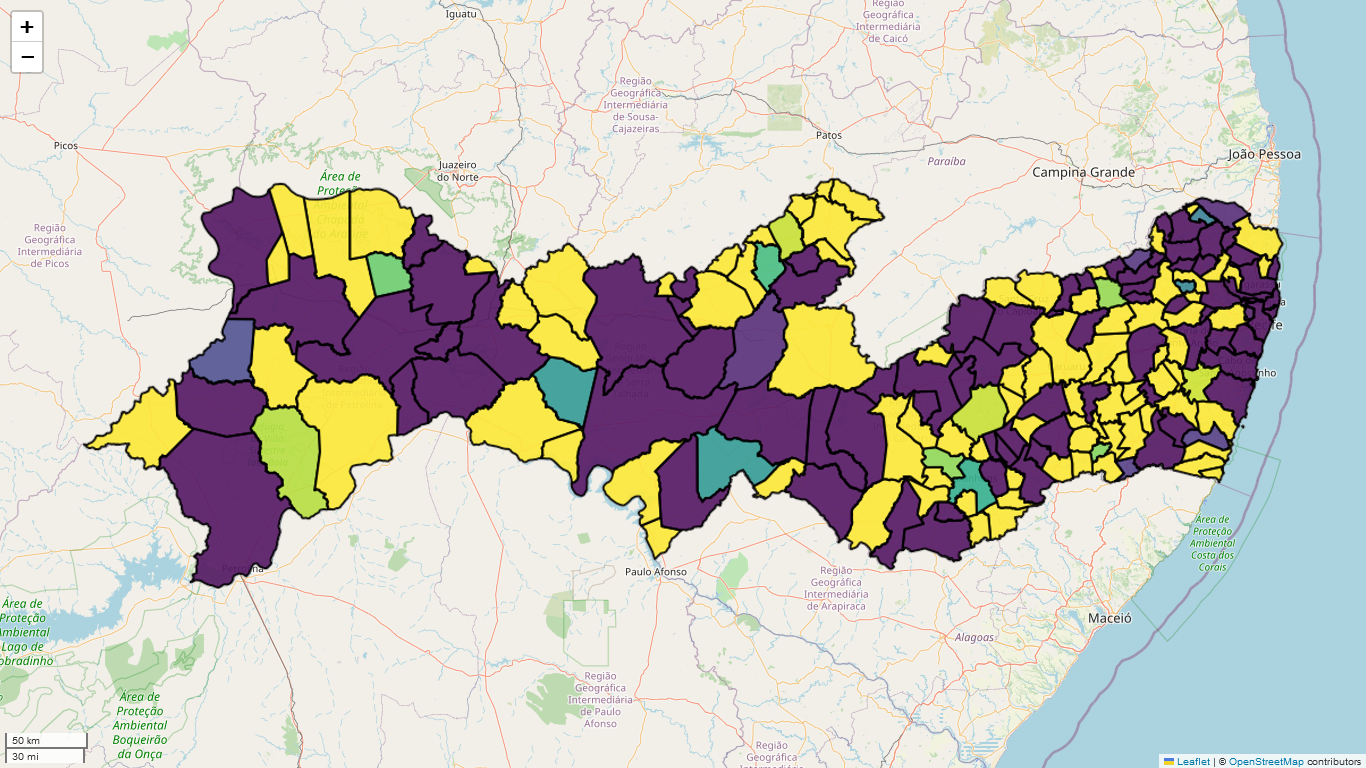 +
−
Iguatu
Região
Geográfica
Intermediária
de Caicó
Região
Geográfica
Intermediária
de Sousa-
Cajazeiras
Patos
Picos
Juazeiro
do Norte
Paraíba
João Pessoa
Campina Grande
Área de
Região
Geográfica
Intermediária
de Picos
Paulo Afonso
Região
Geográfica
Intermediária
de Arapiraca
Área de
Proteção
Ambiental
Costa dos
Corais
Maceió
Alagoas
Área de
Proteção
Ambiental
Lago de
Área de
Proteção
Ambiental
Boqueirão
da Onça
Região
Geográfica
Intermediária
de Paulo
Afonso
Região
Geográfica
Intermediária
50 km
30 mi
Leaflet | © OpenStreetMap contributors